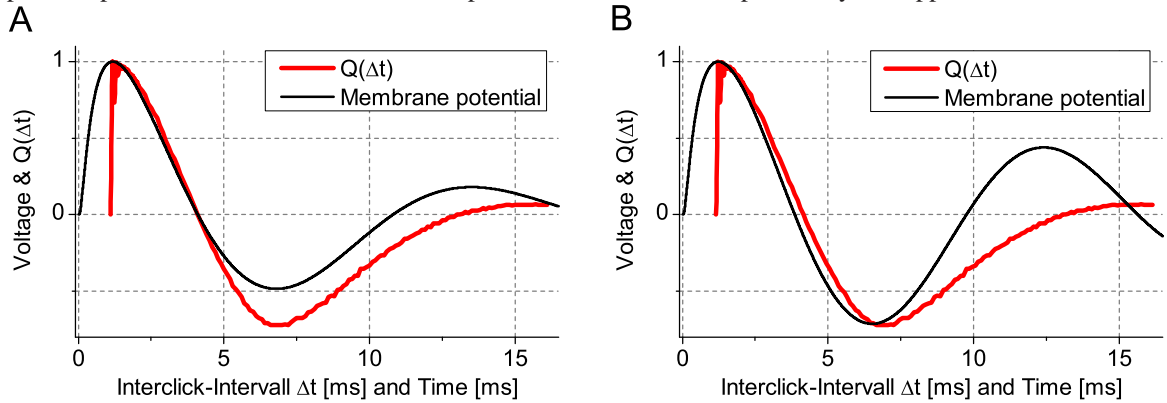 A
1
0
Voltage & Q(Δt)
Q(Δt)
Membrane potential
0
5
10
15
Interclick-Intervall Δt [ms] and Time [ms]
B
1
0
Voltage & Q(Δt)
Q(Δt)
Membrane potential
0
5
10
15
Interclick-Intervall Δt [ms] and Time [ms]